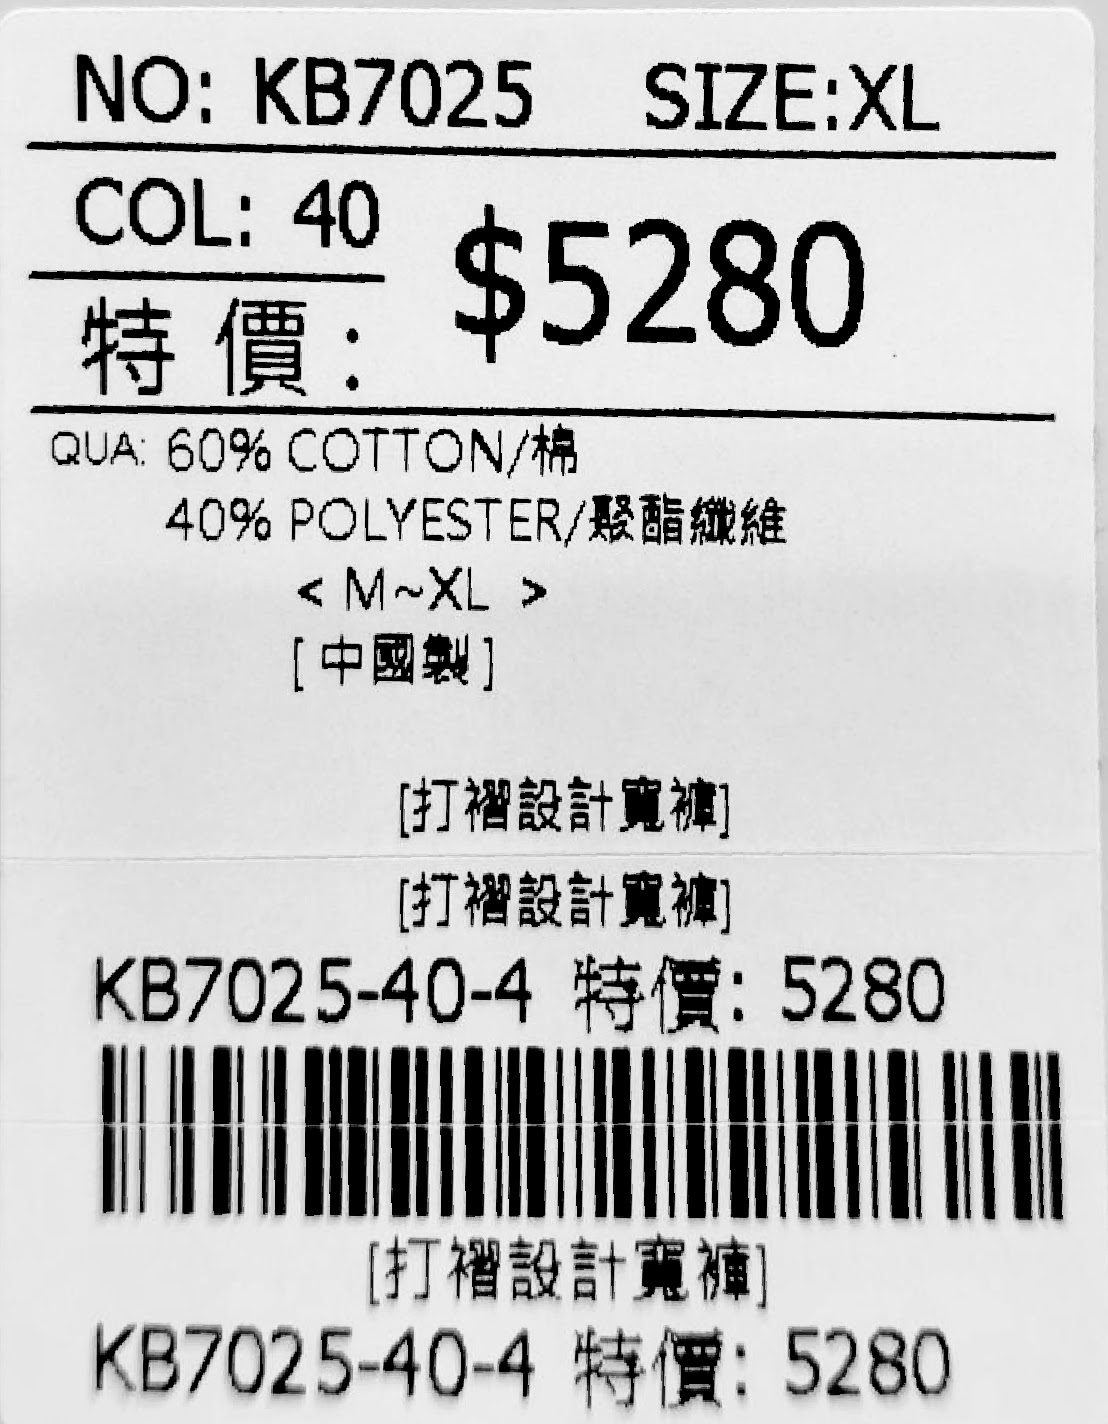 NO: KB7025 SIZE:XL
COL: 40
$5280
特 價 :
QUA: 60% COTTON/棉
40% POLYESTER/聚酯纖維
< M~XL >
[ 中國製 ]
[打褶設計寬褲]
[打褶設計寬褲]
KB7025-40-4 特價: 5280
[打褶設計寬褲]
KB7025-40-4 特價: 5280